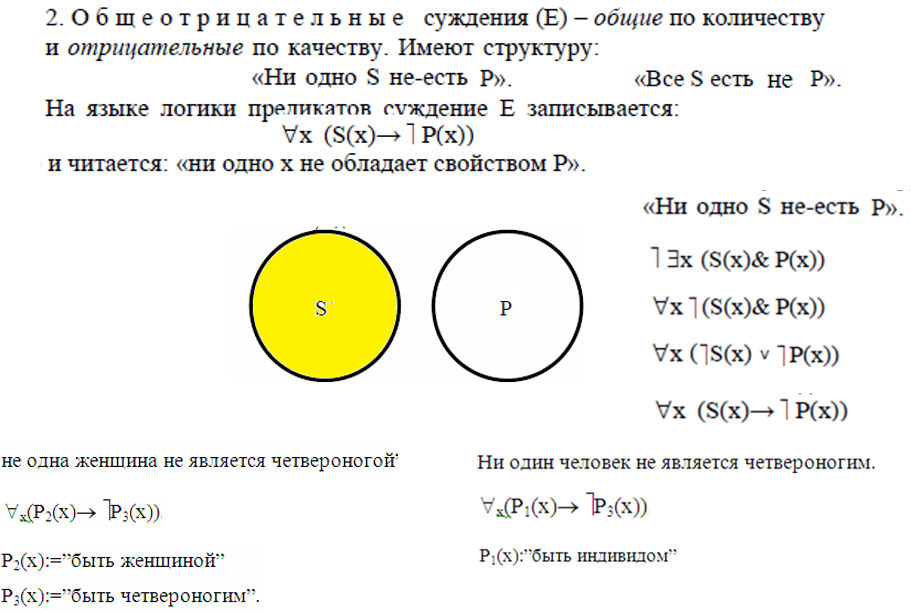 2. О б щ е о т р и ц а т е л ь н ы е суждения (Е) – общие по количеству
и отрицательные по качеству. Имеют структуру:
«Ни одно S не-есть P». «Все S есть не P».
На языке логики предикатов суждение Е записывается:
∀x (S(x)→ ⏋P(x))
и читается: «ни одно x не обладает свойством P».
«Ни одно S не-есть P».
⏋∃x (S(x)& P(x))
∀x ⏋(S(x)& P(x))
∀x (⏋S(x) ∨ ⏋P(x))
∀x (S(x)→ ⏋P(x))
S P
не одна женщина не является четвероногой
∀x(P2(x)→ ⏋P3(x))
P2(x):=”быть женщиной”
P3(x):=”быть четвероногим”.
Ни один человек не является четвероногим.
∀x(P1(x)→ ⏋P3(x))
P1(x):”быть индивидом”